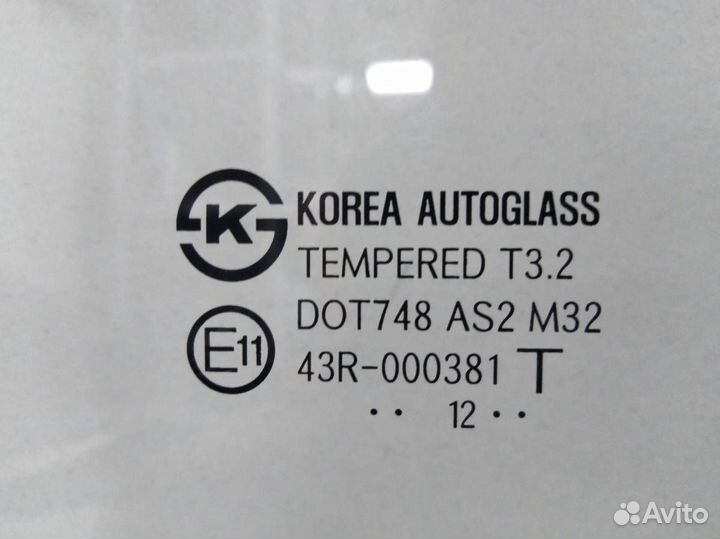 K KOREA AUTOGLASS
TEMPERED T3.2
DOT748 AS2 M32
E11 43R-000381 T
·· 12 ··
Avito